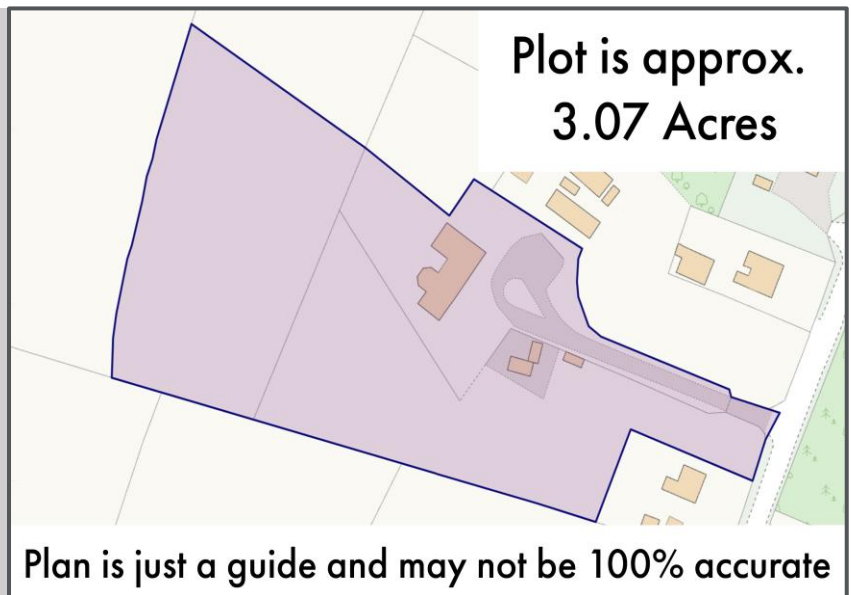 Plot is approx.
3.07 Acres
Plan is just a guide and may not be 100% accurate